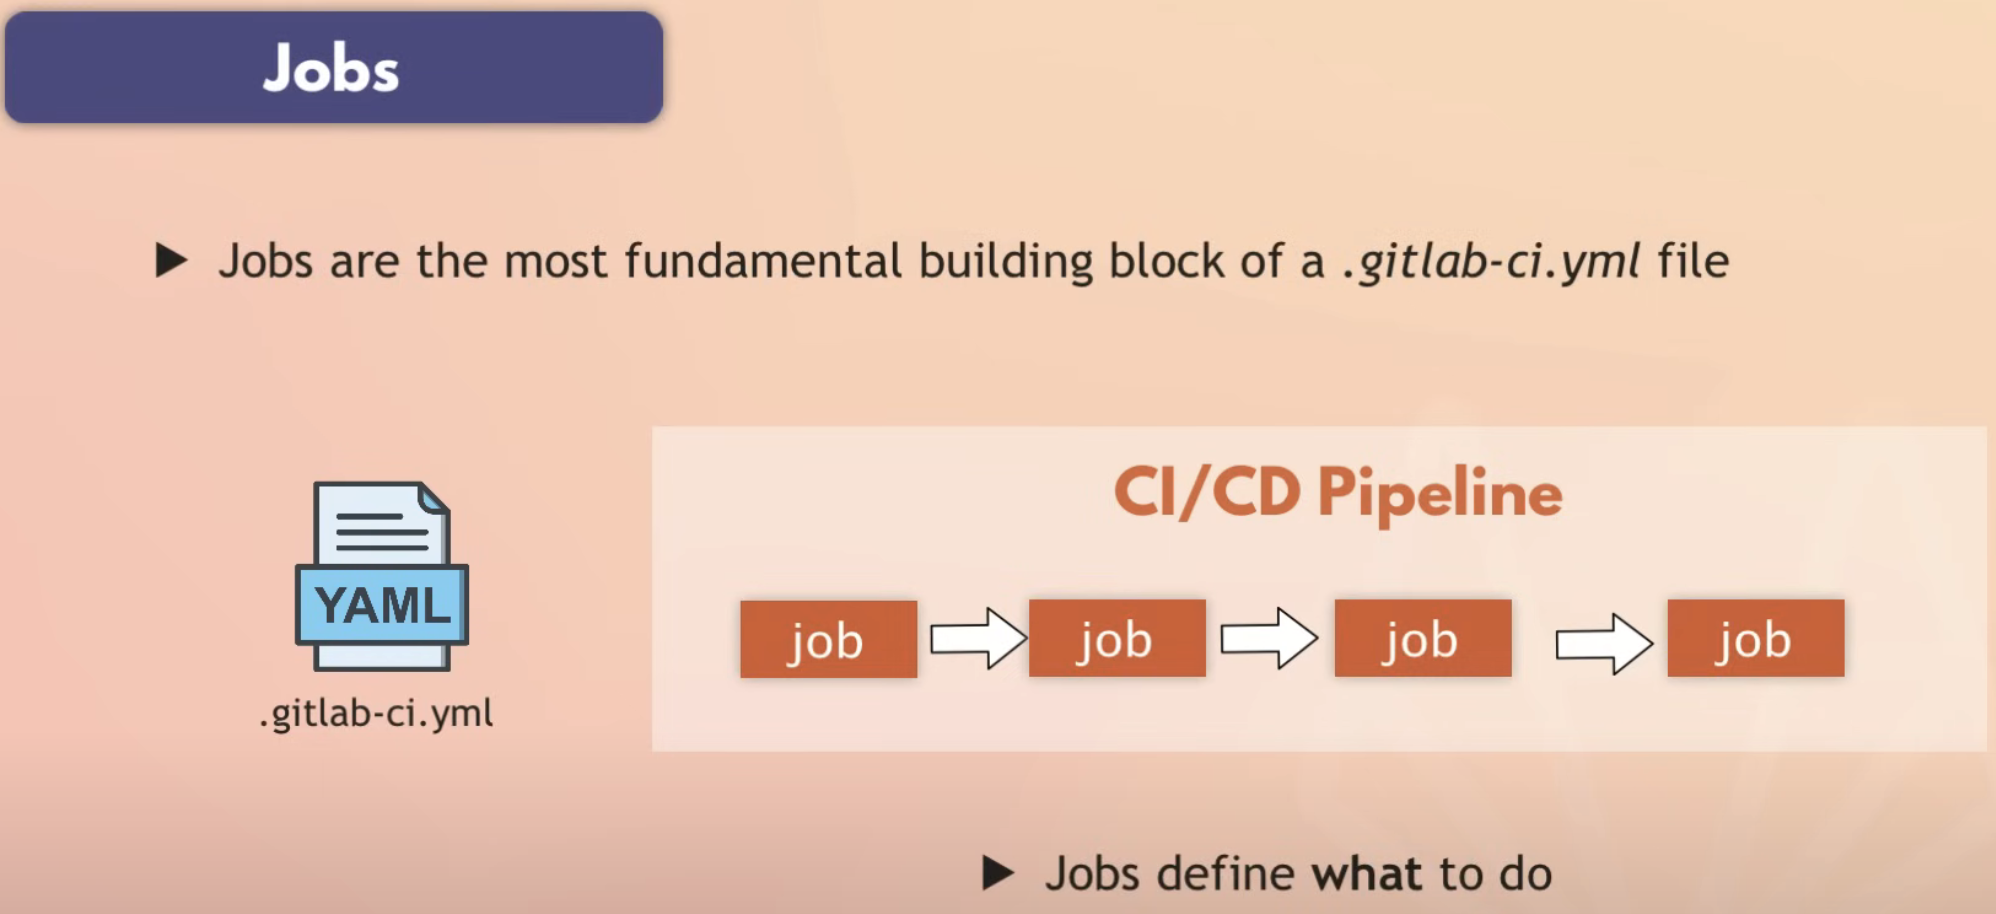 Jobs
▶ Jobs are the most fundamental building block of a .gitlab-ci.yml file
CI/CD Pipeline
YAML
job
job
job
job
.gitlab-ci.yml
▶ Jobs define what to do